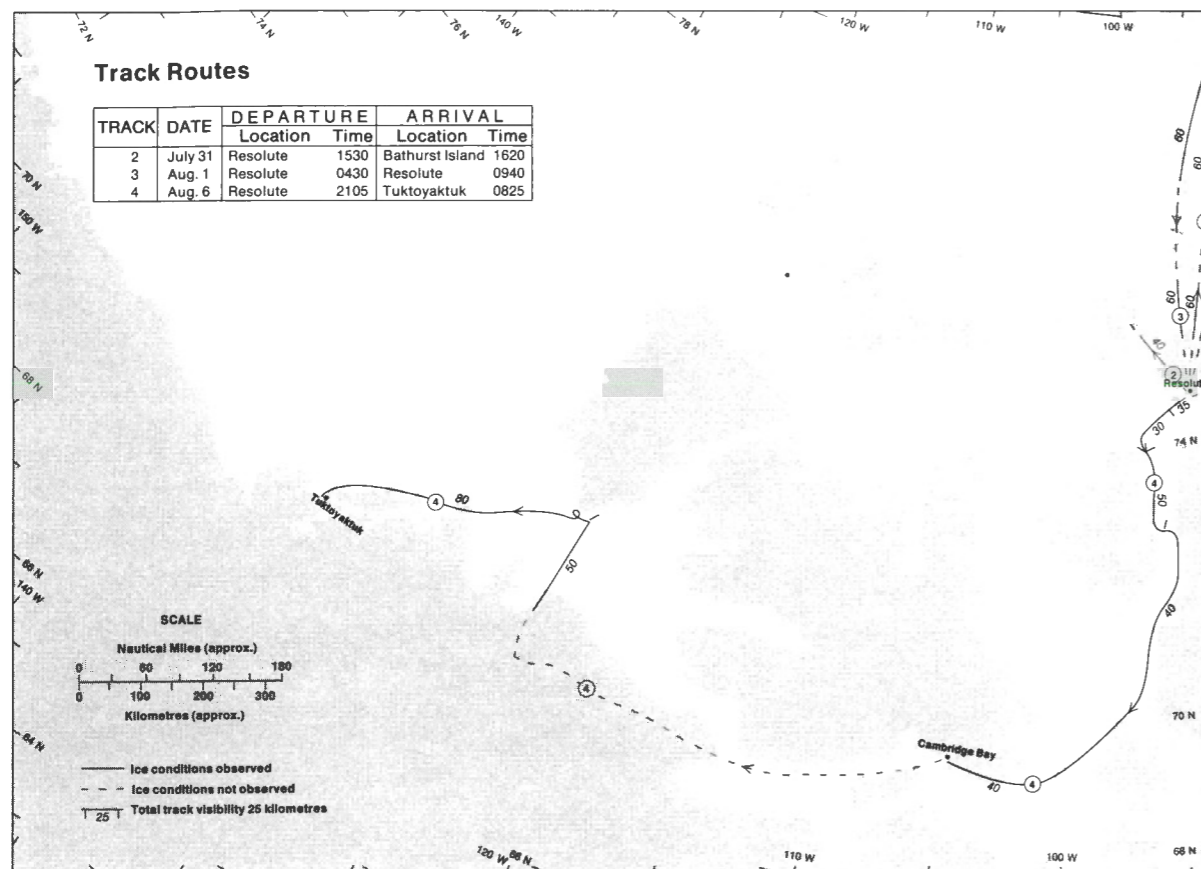 72 N
74 N
76 N
140 W
78 N
120 W
110 W
100 W
Track Routes
TRACK DATE DEPARTURE ARRIVAL
Location Time Location Time
2 July 31 Resolute 1530 Bathurst Island 1620
3 Aug. 1 Resolute 0430 Resolute 0940
4 Aug. 6 Resolute 2105 Tuktoyaktuk 0825
70 N
150 W
60
60
60
60
3
40
2
Resolut
35
30
74 N
4
50
68 N
Tuktoyaktuk
4
80
50
66 N
140 W
40
SCALE
Nautical Miles (approx.)
0 60 120 180
0 100 200 300
Kilometres (approx.)
4
70 N
64 N
Cambridge Bay
40
4
Ice conditions observed
Ice conditions not observed
25 Total track visibility 25 kilometres
120 W
66 N
110 W
100 W
68 N